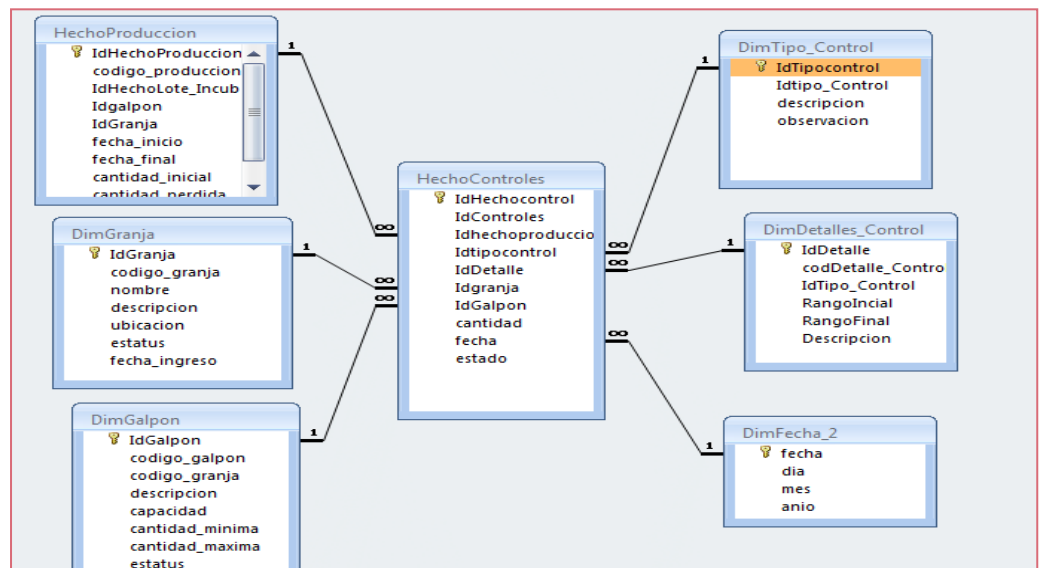 HechoProduccion
IdHechoProduccion
codigo_produccion
IdHechoLote_Incub
Idgalpon
IdGranja
fecha_inicio
fecha_final
cantidad_inicial
cantidad_perdida
1
∞
DimGranja
IdGranja
codigo_granja
nombre
descripcion
ubicacion
estatus
fecha_ingreso
1
∞
DimGalpon
IdGalpon
codigo_galpon
codigo_granja
descripcion
capacidad
cantidad_minima
cantidad_maxima
estatus
1
∞
HechoControles
IdHechocontrol
IdControles
Idhechoproduccio
Idtipocontrol
IdDetalle
Idgranja
IdGalpon
cantidad
fecha
estado
DimTipo_Control
IdTipocontrol
Idtipo_Control
descripcion
observacion
1
∞
DimDetalles_Control
IdDetalle
codDetalle_Contro
IdTipo_Control
RangoIncial
RangoFinal
Descripcion
1
∞
DimFecha_2
fecha
dia
mes
anio
1
∞